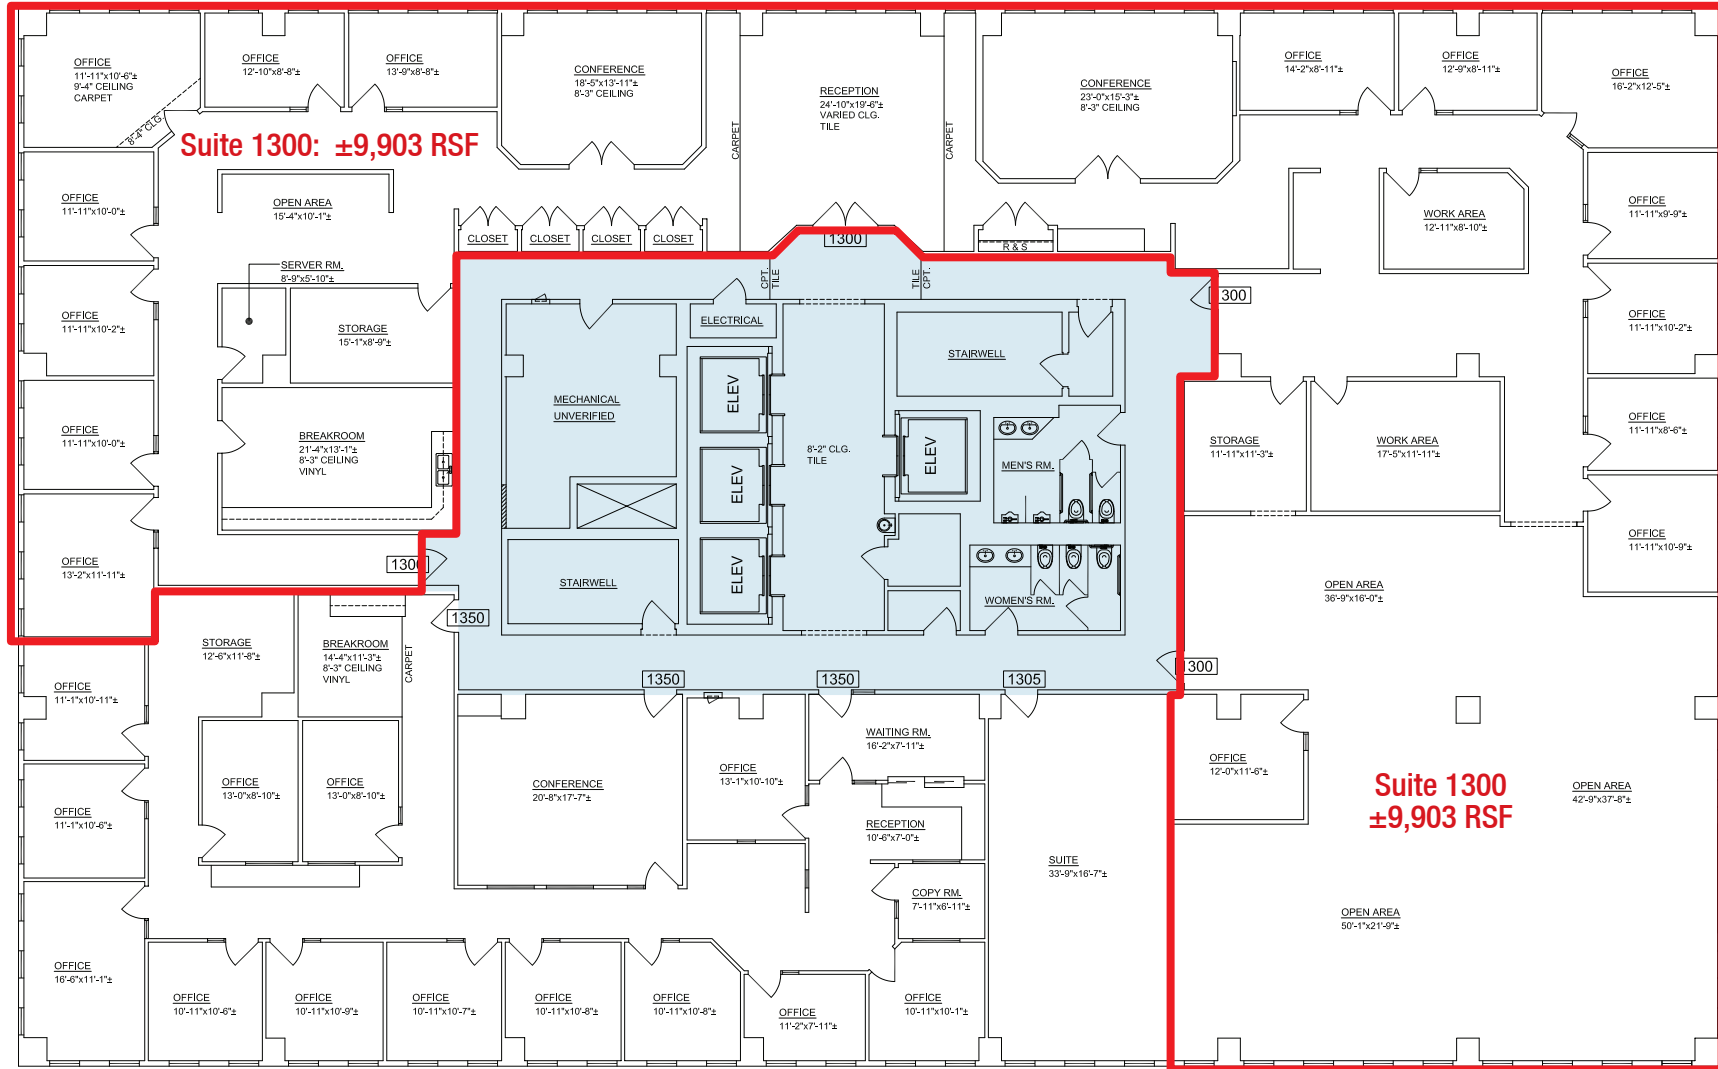 OFFICE
11'-11"x10'-6"±
9'-4" CEILING
CARPET
8'-4" CLG.
OFFICE
12'-10"x8'-8"±
OFFICE
13'-9"x8'-8"±
CONFERENCE
18'-5"x13'-11"±
8'-3" CEILING
CARPET
RECEPTION
24'-10"x19'-6"±
VARIED CLG.
TILE
CARPET
CONFERENCE
23'-0"x15'-3"±
8'-3" CEILING
OFFICE
14'-2"x8'-11"±
OFFICE
12'-9"x8'-11"±
OFFICE
16'-2"x12'-5"±
Suite 1300: ±9,903 RSF
OFFICE
11'-11"x10'-0"±
OPEN AREA
15'-4"x10'-1"±
CLOSET
CLOSET
CLOSET
CLOSET
1300
R & S
WORK AREA
12'-11"x8'-10"±
OFFICE
11'-11"x9'-9"±
SERVER RM.
8'-9"x5'-10"±
CPT.
TILE
TILE
CPT.
1300
OFFICE
11'-11"x10'-2"±
STORAGE
15'-1"x8'-9"±
ELECTRICAL
STAIRWELL
OFFICE
11'-11"x10'-2"±
OFFICE
11'-11"x10'-0"±
BREAKROOM
21'-4"x13'-1"±
8'-3" CEILING
VINYL
MECHANICAL
UNVERIFIED
ELEV
ELEV
ELEV
8'-2" CLG.
TILE
ELEV
MEN'S RM.
STORAGE
11'-11"x11'-3"±
WORK AREA
17'-5"x11'-11"±
OFFICE
11'-11"x8'-6"±
OFFICE
13'-2"x11'-11"±
1300
STAIRWELL
WOMEN'S RM.
OPEN AREA
36'-9"x16'-0"±
OFFICE
11'-11"x10'-9"±
1350
STORAGE
12'-6"x11'-8"±
BREAKROOM
14'-4"x11'-3"±
8'-3" CEILING
VINYL
CARPET
1350
1350
1305
1300
OFFICE
11'-1"x10'-11"±
OFFICE
13'-0"x8'-10"±
OFFICE
13'-0"x8'-10"±
CONFERENCE
20'-8"x17'-7"±
OFFICE
13'-1"x10'-10"±
WAITING RM.
16'-2"x7'-11"±
OFFICE
12'-0"x11'-6"±
Suite 1300
±9,903 RSF
OPEN AREA
42'-9"x37'-8"±
OFFICE
11'-1"x10'-6"±
RECEPTION
10'-6"x7'-0"±
SUITE
33'-9"x16'-7"±
COPY RM.
7'-11"x6'-11"±
OPEN AREA
50'-1"x21'-9"±
OFFICE
16'-6"x11'-1"±
OFFICE
10'-11"x10'-6"±
OFFICE
10'-11"x10'-9"±
OFFICE
10'-11"x10'-7"±
OFFICE
10'-11"x10'-8"±
OFFICE
10'-11"x10'-8"±
OFFICE
11'-2"x7'-11"±
OFFICE
10'-11"x10'-1"±